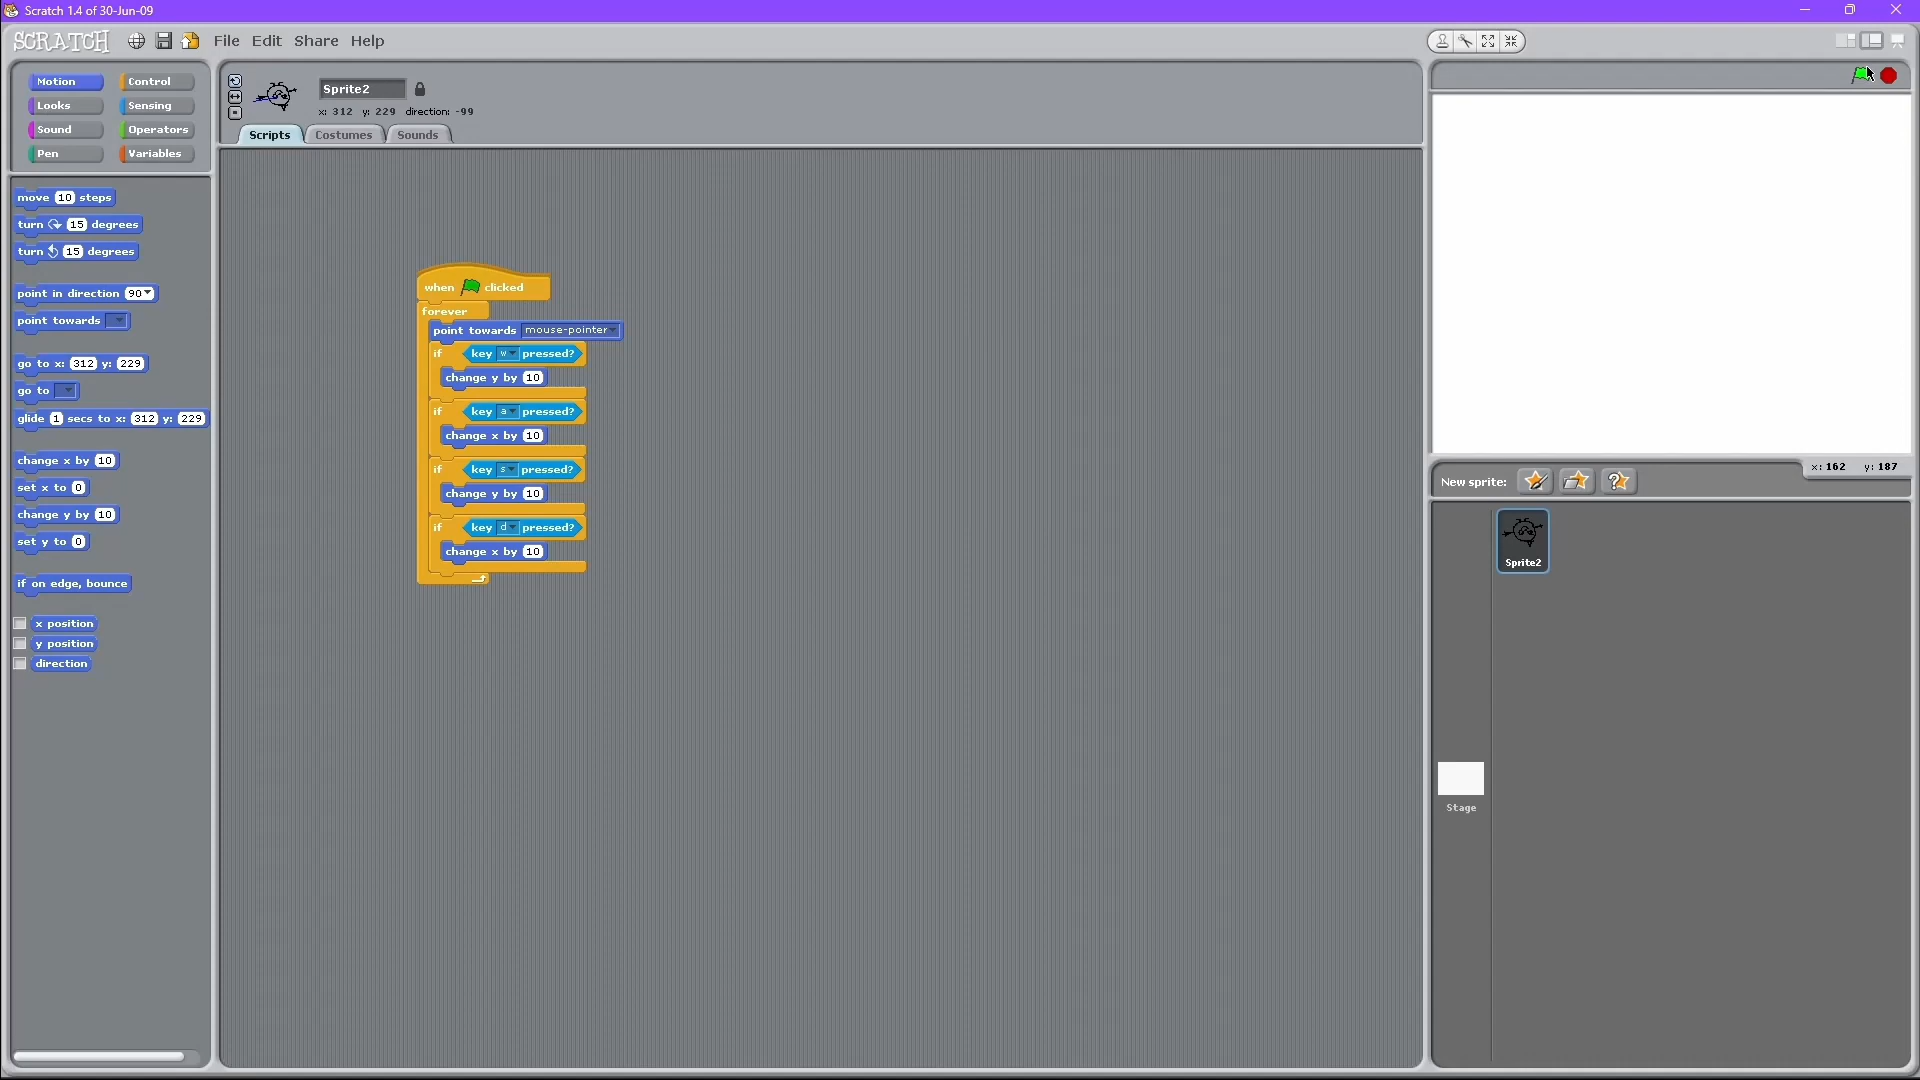 Scratch 1.4 of 30-Jun-09
SCRATCH File Edit Share Help
Motion Control
Looks Sensing
Sound Operators
Pen Variables
Sprite2
x: 312 y: 229 direction: -99
Scripts Costumes Sounds
move 10 steps
turn 15 degrees
turn 15 degrees
point in direction 90
point towards
go to x: 312 y: 229
go to
glide 1 secs to x: 312 y: 229
change x by 10
set x to 0
change y by 10
set y to 0
if on edge, bounce
x position
y position
direction
when clicked
forever
point towards mouse-pointer
if key w pressed?
change y by 10
if key a pressed?
change x by 10
if key s pressed?
change y by 10
if key d pressed?
change x by 10
x: 162 y: 187
New sprite:
Sprite2
Stage